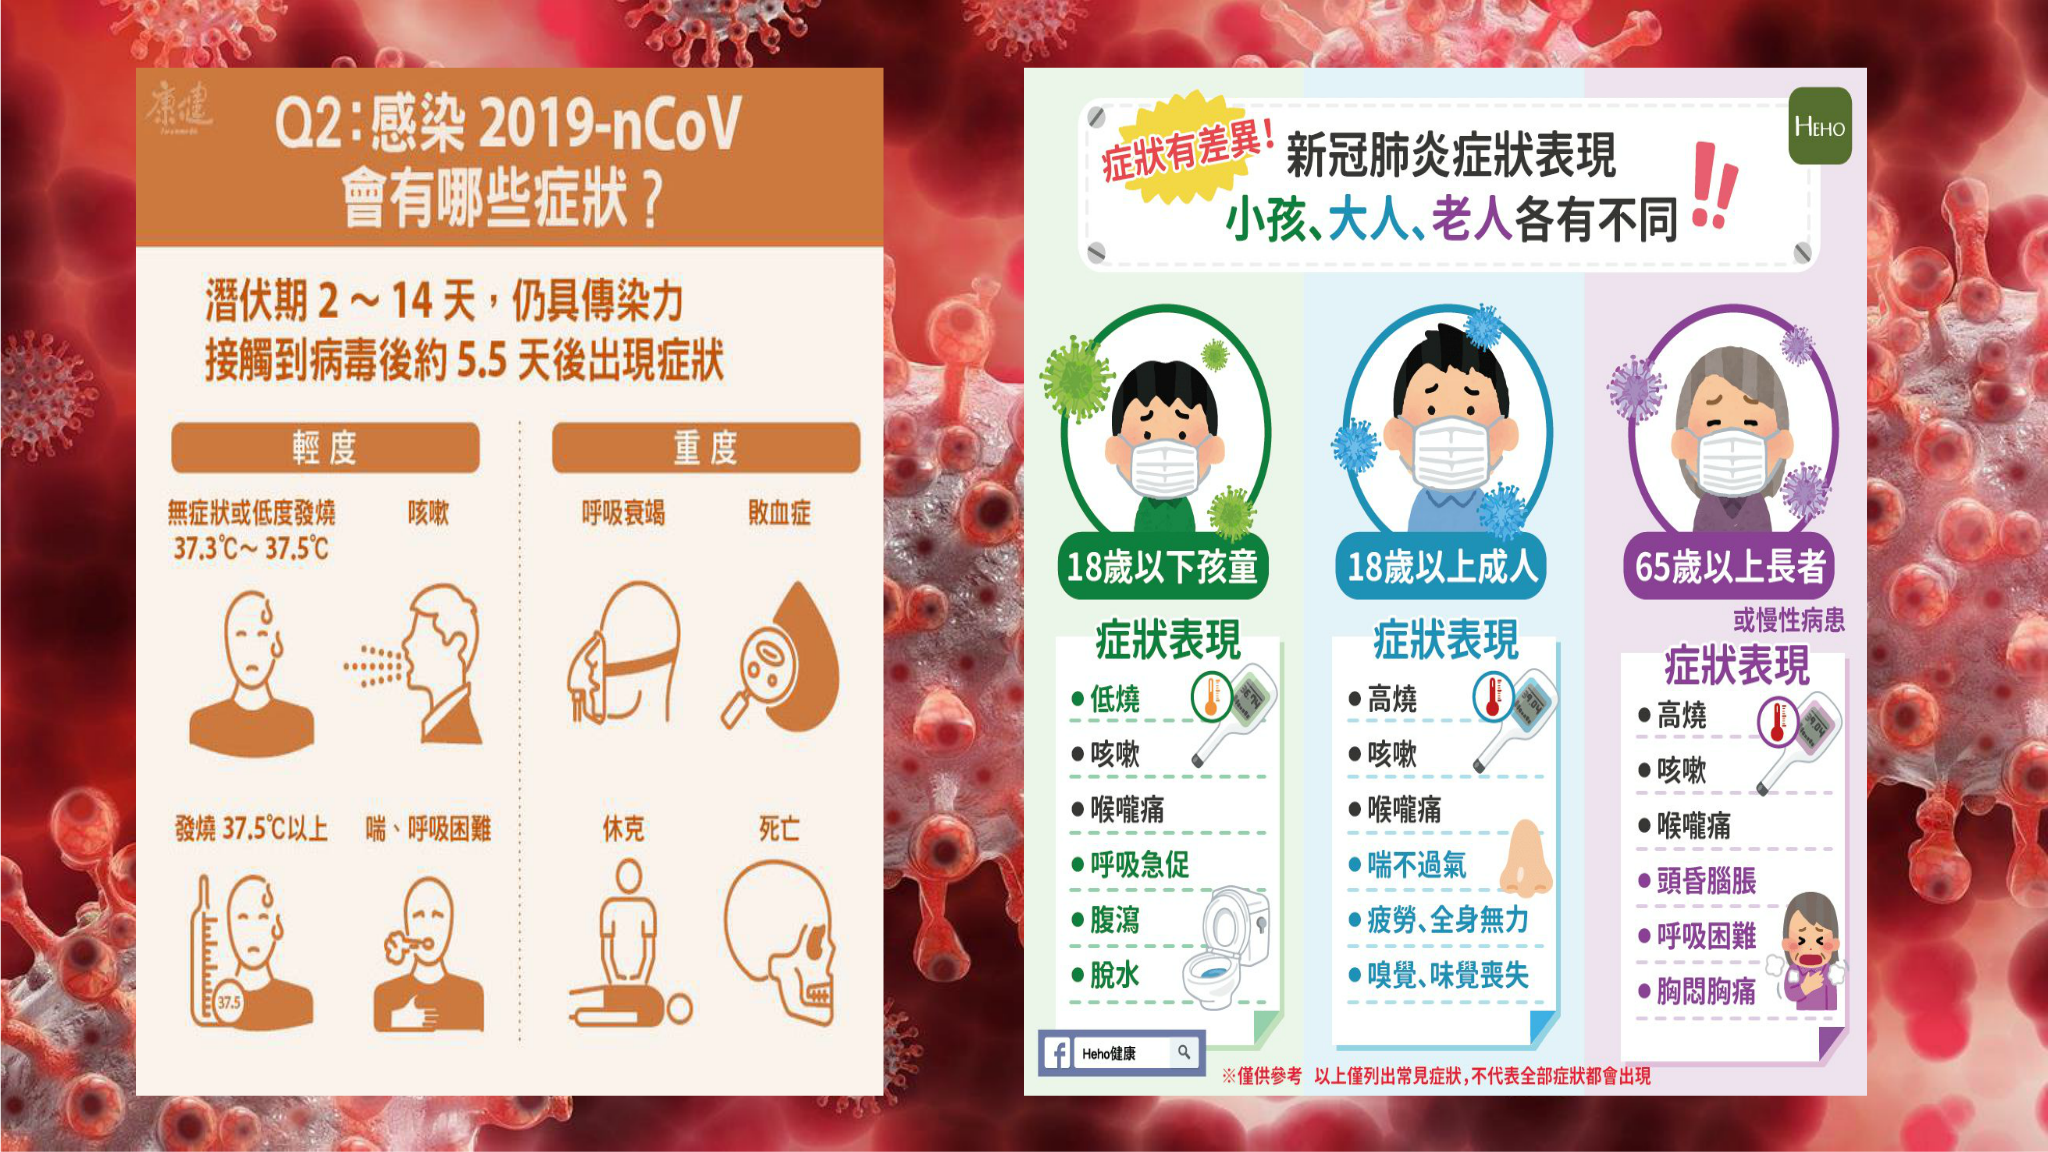 康健
Q2:感染 2019-nCoV
會有哪些症狀？
潛伏期 2 ～ 14 天，仍具傳染力
接觸到病毒後約 5.5 天後出現症狀
輕度
無症狀或低度發燒
37.3℃～ 37.5℃
咳嗽
發燒 37.5℃以上
喘、呼吸困難
37.5
重度
呼吸衰竭
敗血症
休克
死亡
HEHO
症狀有差異!
新冠肺炎症狀表現
小孩、大人、老人各有不同!!
18歲以下孩童
症狀表現
● 低燒
● 咳嗽
● 喉嚨痛
● 呼吸急促
● 腹瀉
● 脫水
18歲以上成人
症狀表現
● 高燒
● 咳嗽
● 喉嚨痛
● 喘不過氣
● 疲勞、全身無力
● 嗅覺、味覺喪失
65歲以上長者
或慢性病患
症狀表現
● 高燒
● 咳嗽
● 喉嚨痛
● 頭昏腦脹
● 呼吸困難
● 胸悶胸痛
f Heho健康
※僅供參考 以上僅列出常見症狀,不代表全部症狀都會出現